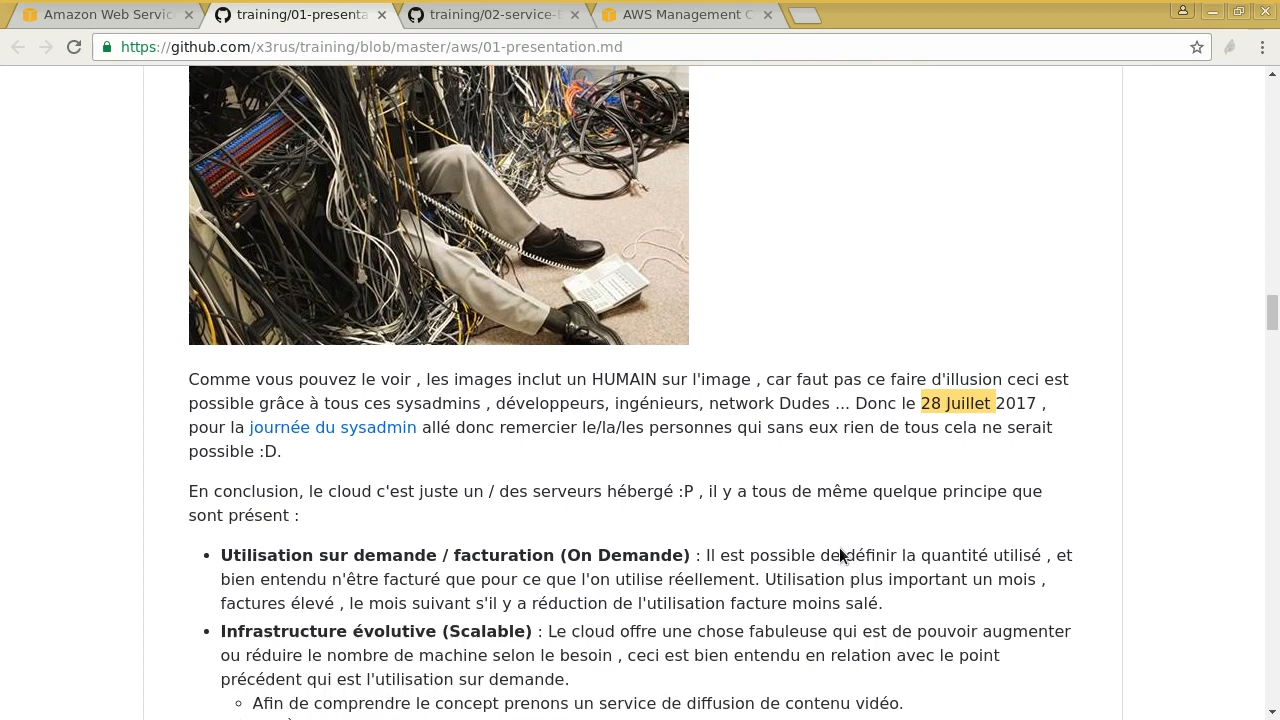 Amazon Web Servic
training/01-presenta
training/02-service-
AWS Management C
https://github.com/x3rus/training/blob/master/aws/01-presentation.md
Comme vous pouvez le voir , les images inclut un HUMAIN sur l'image , car faut pas ce faire d'illusion ceci est
possible grâce à tous ces sysadmins , développeurs, ingénieurs, network Dudes ... Donc le 28 Juillet 2017 ,
pour la journée du sysadmin allé donc remercier le/la/les personnes qui sans eux rien de tous cela ne serait
possible :D.
En conclusion, le cloud c'est juste un / des serveurs hébergé :P , il y a tous de même quelque principe que
sont présent :
• Utilisation sur demande / facturation (On Demande) : Il est possible de définir la quantité utilisé , et
bien entendu n'être facturé que pour ce que l'on utilise réellement. Utilisation plus important un mois ,
factures élevé , le mois suivant s'il y a réduction de l'utilisation facture moins salé.
• Infrastructure évolutive (Scalable) : Le cloud offre une chose fabuleuse qui est de pouvoir augmenter
ou réduire le nombre de machine selon le besoin , ceci est bien entendu en relation avec le point
précédent qui est l'utilisation sur demande.
◦ Afin de comprendre le concept prenons un service de diffusion de contenu vidéo.